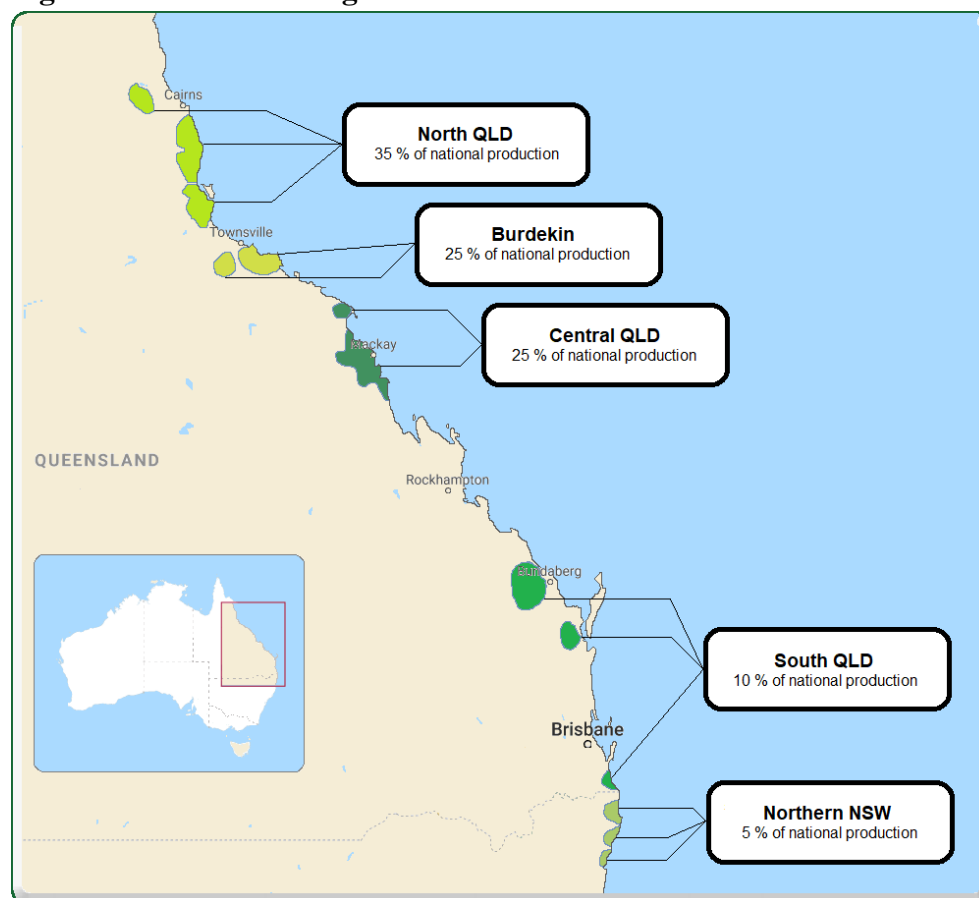 Cairns
North QLD
35 % of national production
Townsville
Burdekin
25 % of national production
Central QLD
25 % of national production
Mackay
QUEENSLAND
Rockhampton
Bundaberg
South QLD
10 % of national production
Brisbane
Northern NSW
5 % of national production